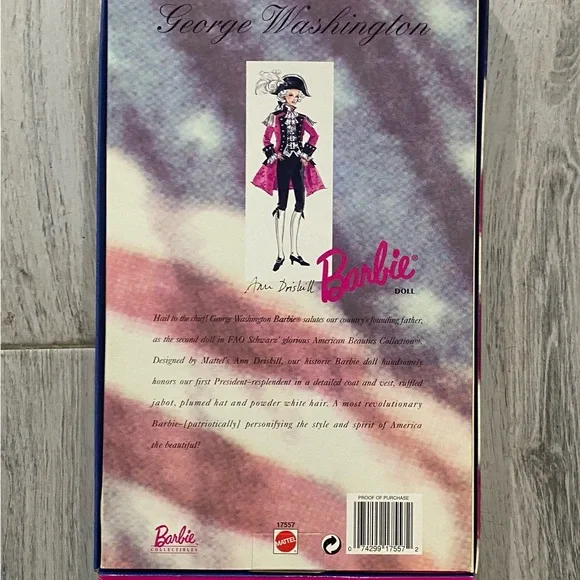 George Washington
Ann Driskill
Barbie®
DOLL
Hail to the chief! George Washington Barbie® salutes our country's founding father,
as the second doll in FAO Schwarz' glorious American Beauties Collection®.
Designed by Mattel's Ann Driskill, our historic Barbie doll handsomely
honors our first President–resplendent in a detailed coat and vest, ruffled
jabot, plumed hat and powder white hair. A most revolutionary
Barbie–[patriotically] personifying the style and spirit of America
the beautiful!
PROOF OF PURCHASE
17557
Barbie
COLLECTIBLES
MATTEL
0 74299 17557 2